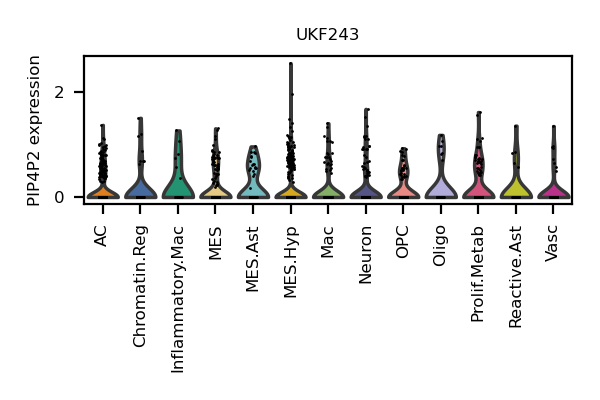 UKF243
PIP4P2 expression
2
0
AC
Chromatin.Reg
Inflammatory.Mac
MES
MES.Ast
MES.Hyp
Mac
Neuron
OPC
Oligo
Prolif.Metab
Reactive.Ast
Vasc